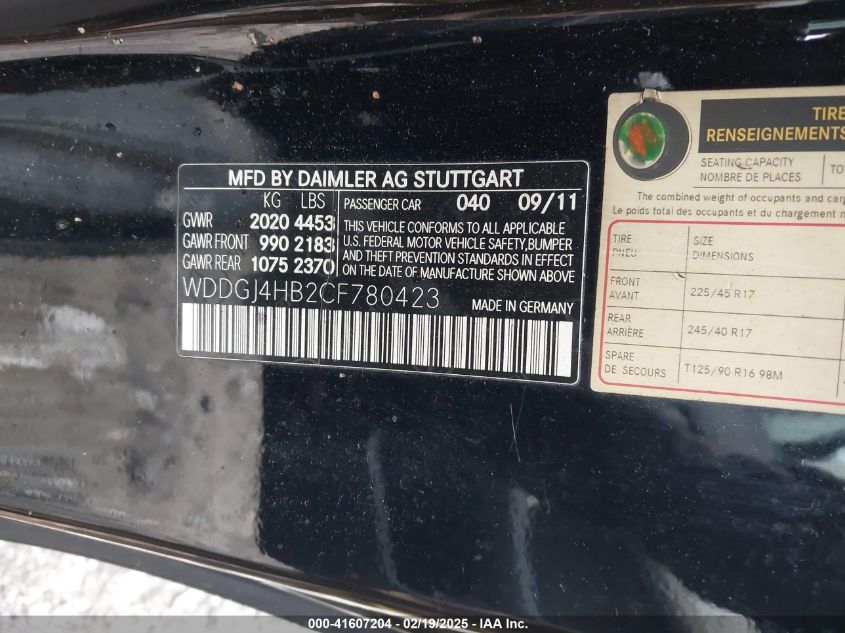 MFD BY DAIMLER AG STUTTGART
KG LBS
GVWR 2020 4453
GAWR FRONT 990 2183
GAWR REAR 1075 2370
PASSENGER CAR 040 09/11
THIS VEHICLE CONFORMS TO ALL APPLICABLE
U.S. FEDERAL MOTOR VEHICLE SAFETY,BUMPER
AND THEFT PREVENTION STANDARDS IN EFFECT
ON THE DATE OF MANUFACTURE SHOWN ABOVE
WDDGJ4HB2CF780423
MADE IN GERMANY
TIRE
RENSEIGNEMENTS
SEATING CAPACITY
NOMBRE DE PLACES
TO
The combined weight of occupants and carg
Le poids total des occupants et du chargement
TIRE
PNEU
SIZE
DIMENSIONS
FRONT
AVANT
225/45 R17
REAR
ARRIÈRE
245/40 R17
SPARE
DE SECOURS
T125/90 R16 98M
000-41607204 - 02/19/2025 - IAA Inc.